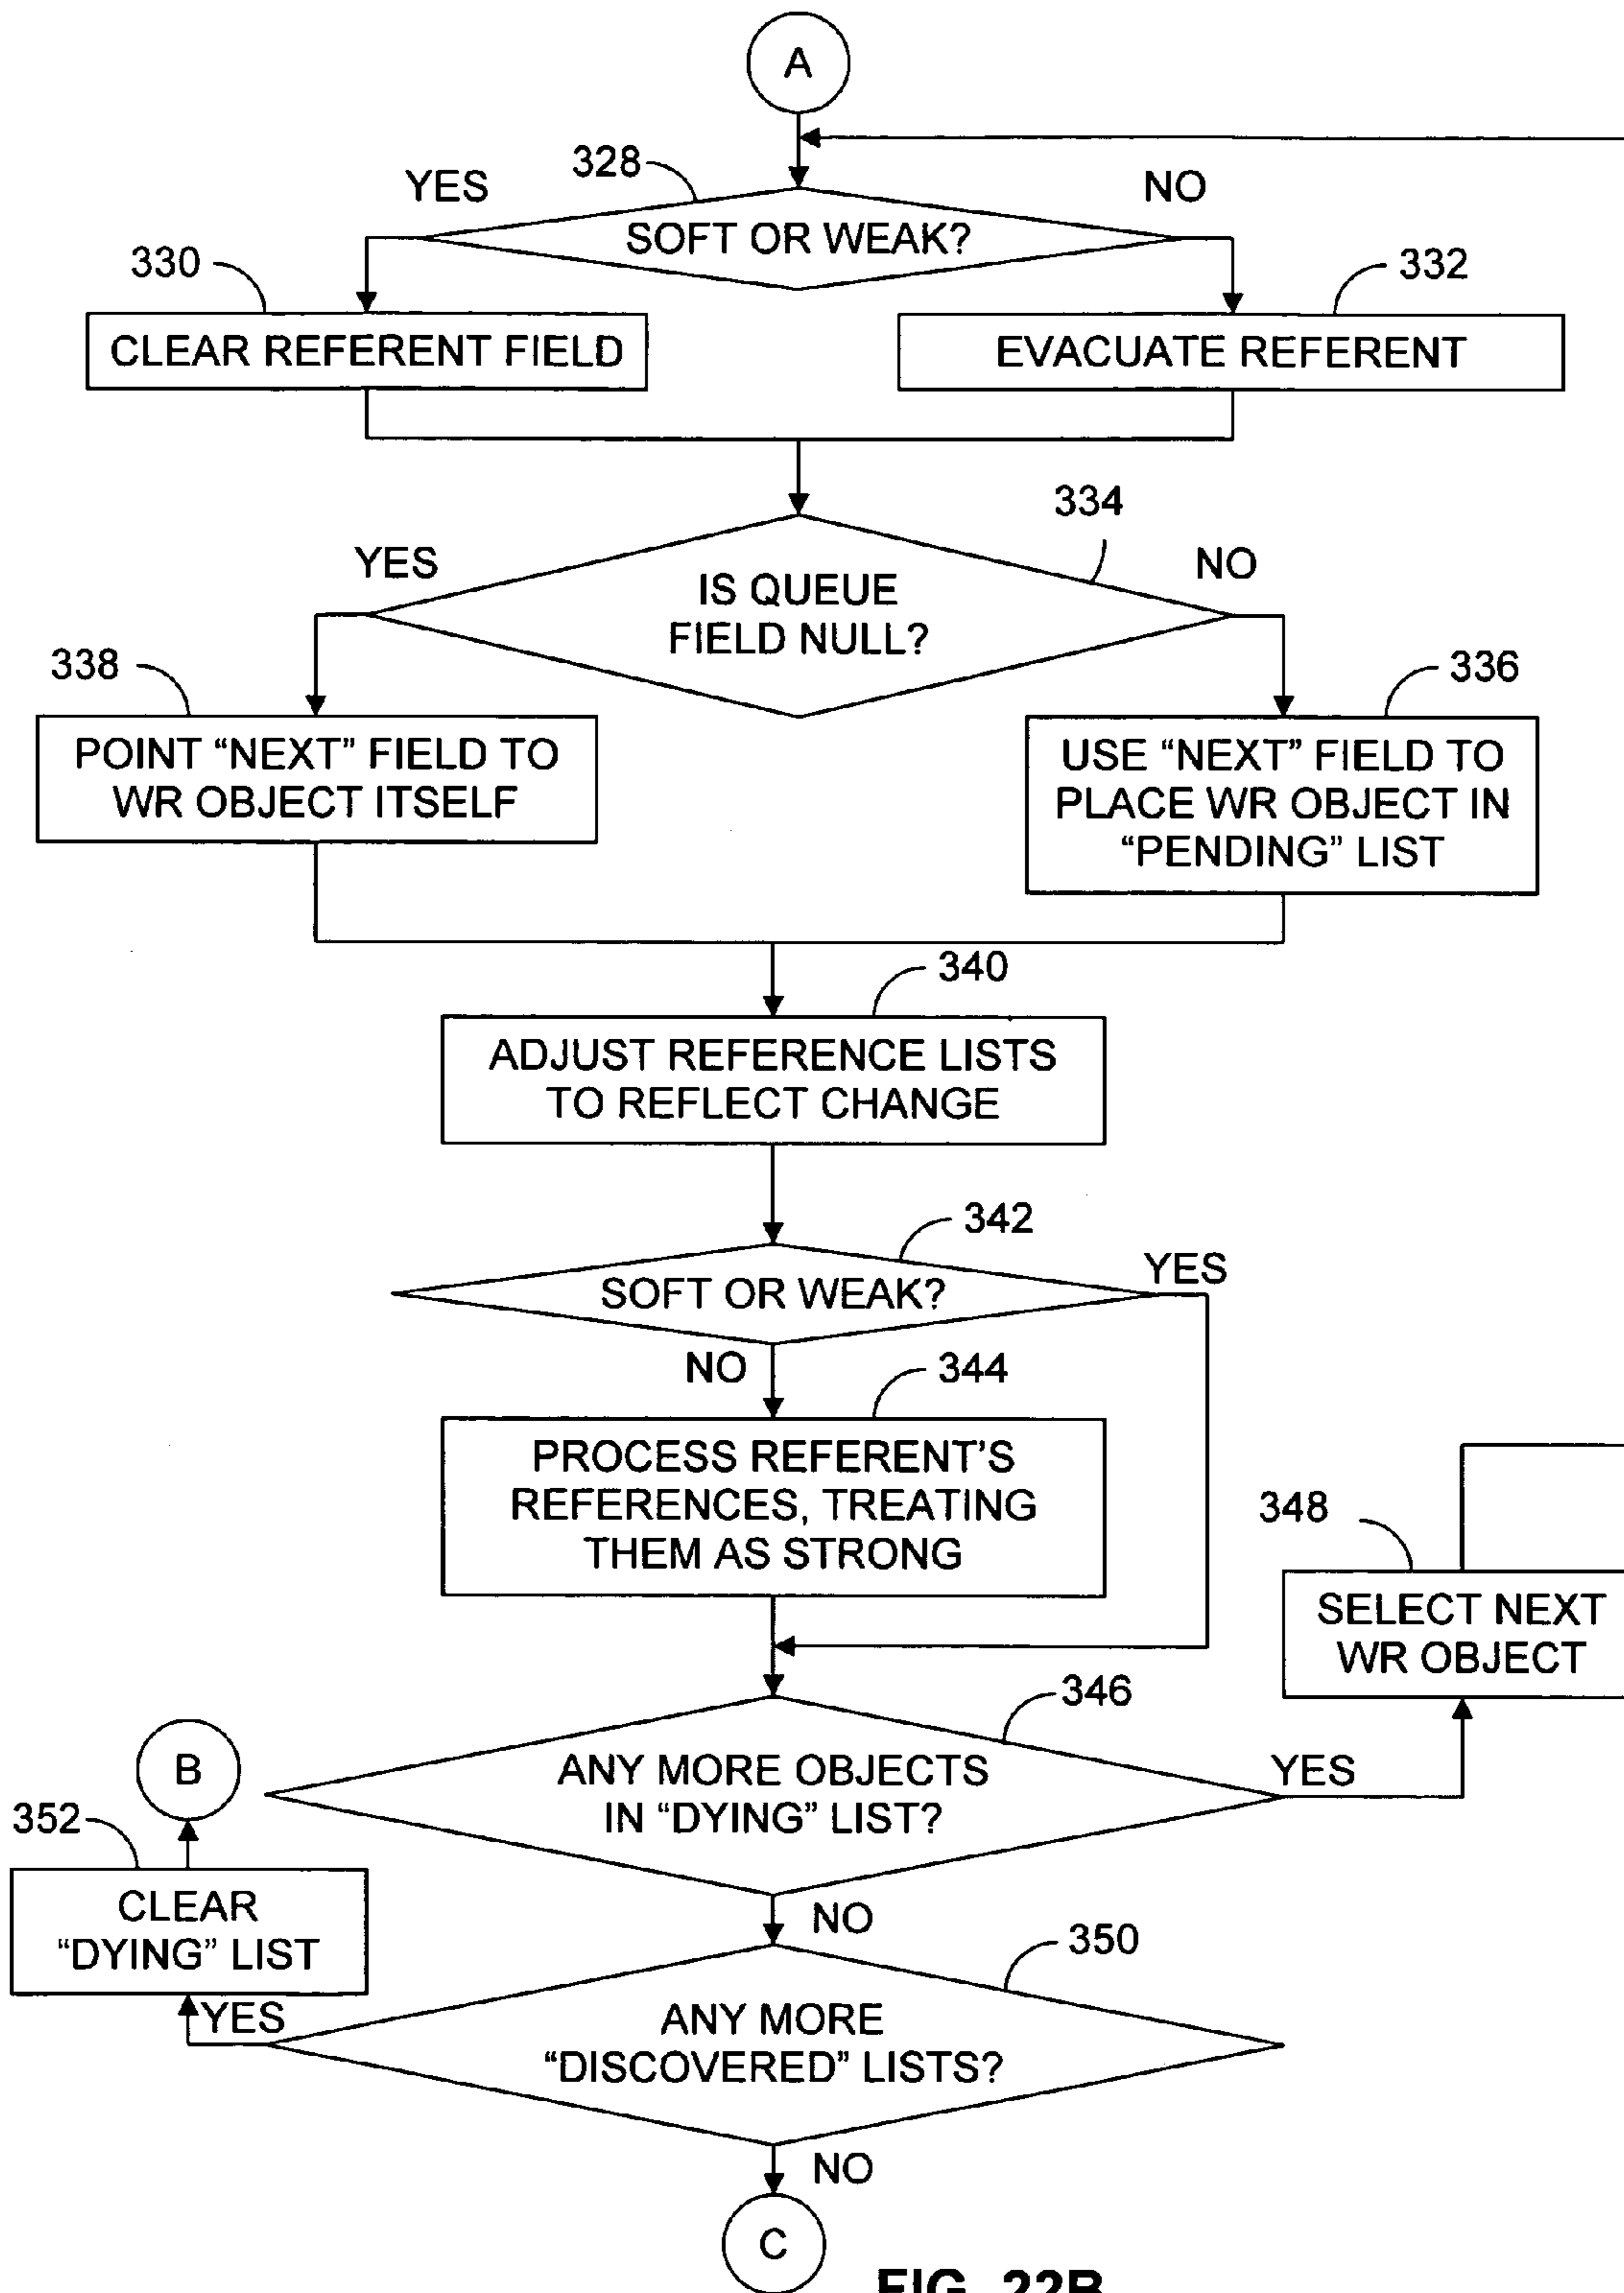 A
328
YES
NO
SOFT OR WEAK?
330
332
CLEAR REFERENT FIELD
EVACUATE REFERENT
334
YES
NO
IS QUEUE
FIELD NULL?
338
336
POINT “NEXT” FIELD TO
WR OBJECT ITSELF
USE “NEXT” FIELD TO
PLACE WR OBJECT IN
“PENDING” LIST
340
ADJUST REFERENCE LISTS
TO REFLECT CHANGE
342
YES
SOFT OR WEAK?
NO
344
PROCESS REFERENT’S
REFERENCES, TREATING
THEM AS STRONG
348
SELECT NEXT
WR OBJECT
346
B
ANY MORE OBJECTS
IN “DYING” LIST?
YES
352
CLEAR
“DYING” LIST
NO
350
YES
ANY MORE
“DISCOVERED” LISTS?
NO
C
FIG. 22B